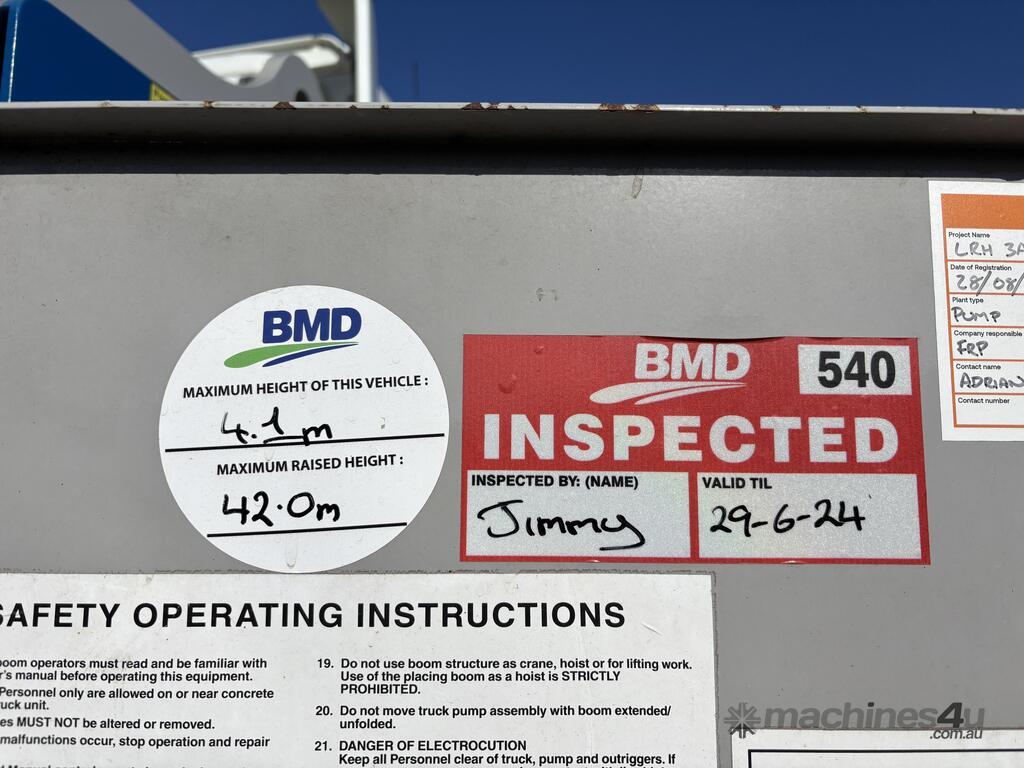 BMD
MAXIMUM HEIGHT OF THIS VEHICLE :
4.1m
MAXIMUM RAISED HEIGHT :
42.0m
BMD
540
INSPECTED
INSPECTED BY: (NAME)
Jimmy
VALID TIL
29-6-24
Project Name
LRH
Date of Registration
28/08/
Plant type
PUMP
Company responsible
FRP
Contact name
ADRIAN
Contact number
SAFETY OPERATING INSTRUCTIONS
boom operators must read and be familiar with
manual before operating this equipment.
Personnel only are allowed on or near concrete
unit.
MUST NOT be altered or removed.
malfunctions occur, stop operation and repair
19. Do not use boom structure as crane, hoist or for lifting work.
Use of the placing boom as a hoist is STRICTLY
PROHIBITED.
20. Do not move truck pump assembly with boom extended/
unfolded.
21. DANGER OF ELECTROCUTION
Keep all Personnel clear of truck, pump and outriggers. If
machines4u
.com.au